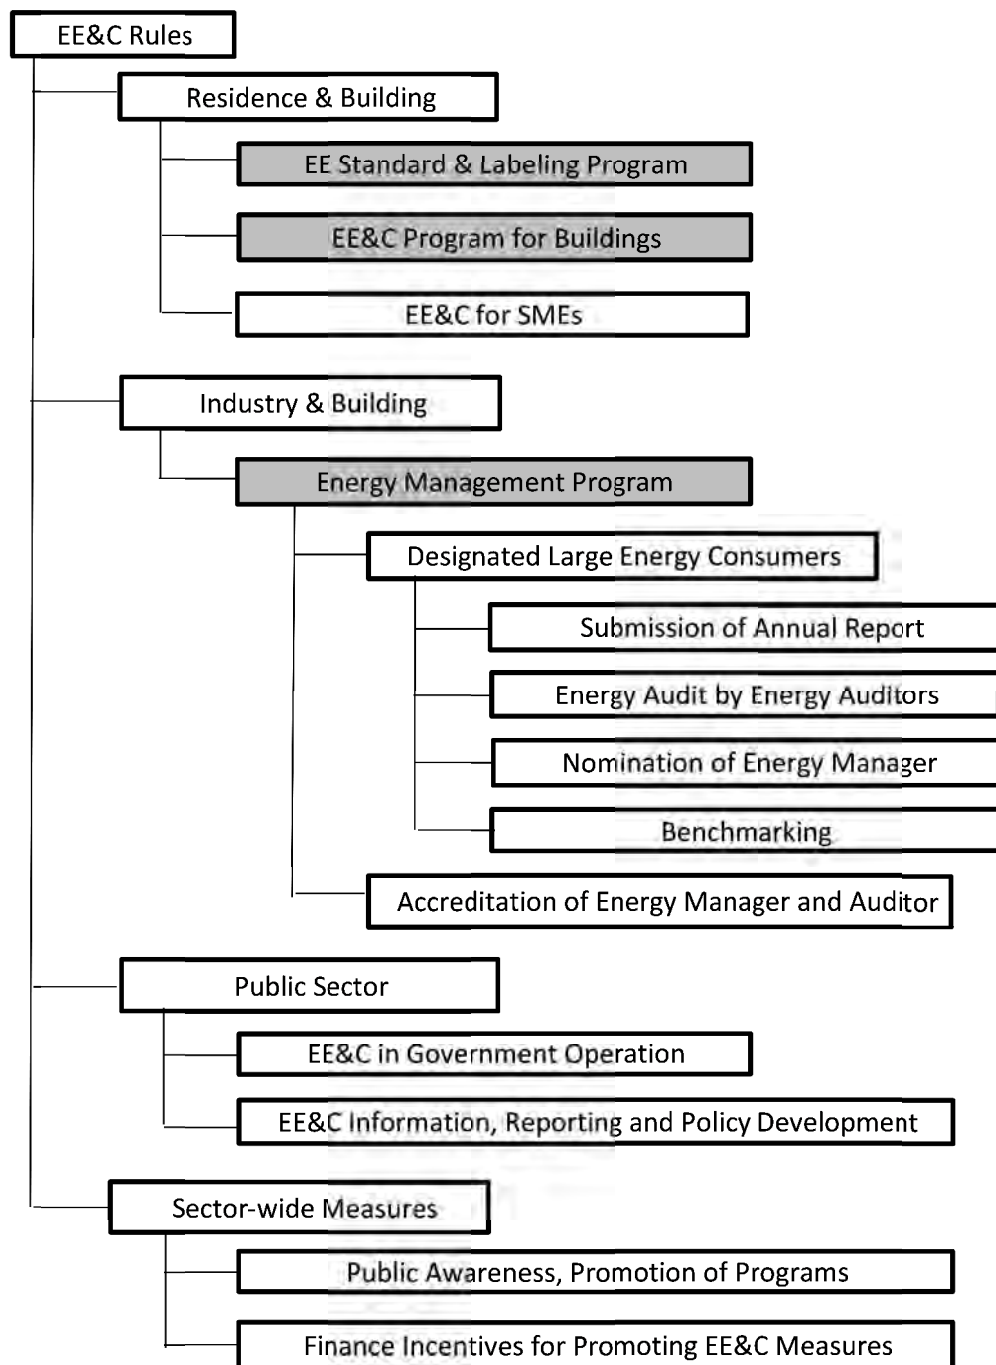 EE&C Rules
Residence & Building
EE Standard & Labeling Program
EE&C Program for Buildings
EE&C for SMEs
Industry & Building
Energy Management Program
Designated Large Energy Consumers
Submission of Annual Report
Energy Audit by Energy Auditors
Nomination of Energy Manager
Benchmarking
Accreditation of Energy Manager and Auditor
Public Sector
EE&C in Government Operation
EE&C Information, Reporting and Policy Development
Sector-wide Measures
Public Awareness, Promotion of Programs
Finance Incentives for Promoting EE&C Measures